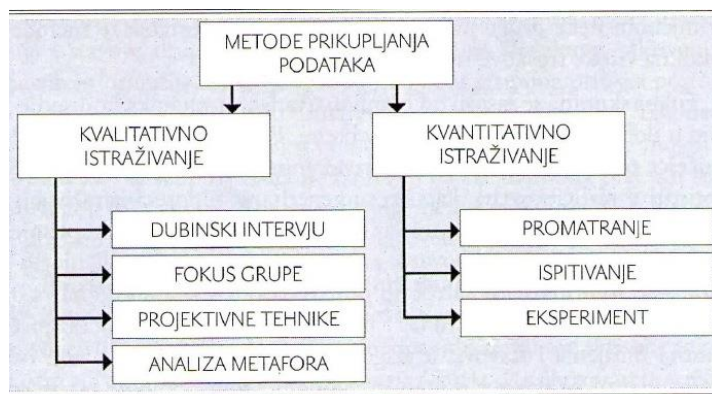 METODE PRIKUPLJANJA
PODATAKA
KVALITATIVNO
ISTRAŽIVANJE
DUBINSKI INTERVJU
FOKUS GRUPE
PROJEKTIVNE TEHNIKE
ANALIZA METAFORA
KVANTITATIVNO
ISTRAŽIVANJE
PROMATRANJE
ISPITIVANJE
EKSPERIMENT